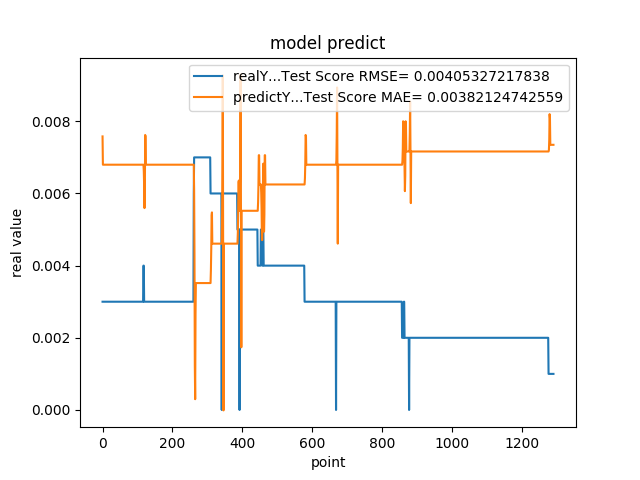 model predict
realY...Test Score RMSE= 0.00405327217838
predictY...Test Score MAE= 0.00382124742559
real value
0.008
0.006
0.004
0.002
0.000
0 200 400 600 800 1000 1200
point